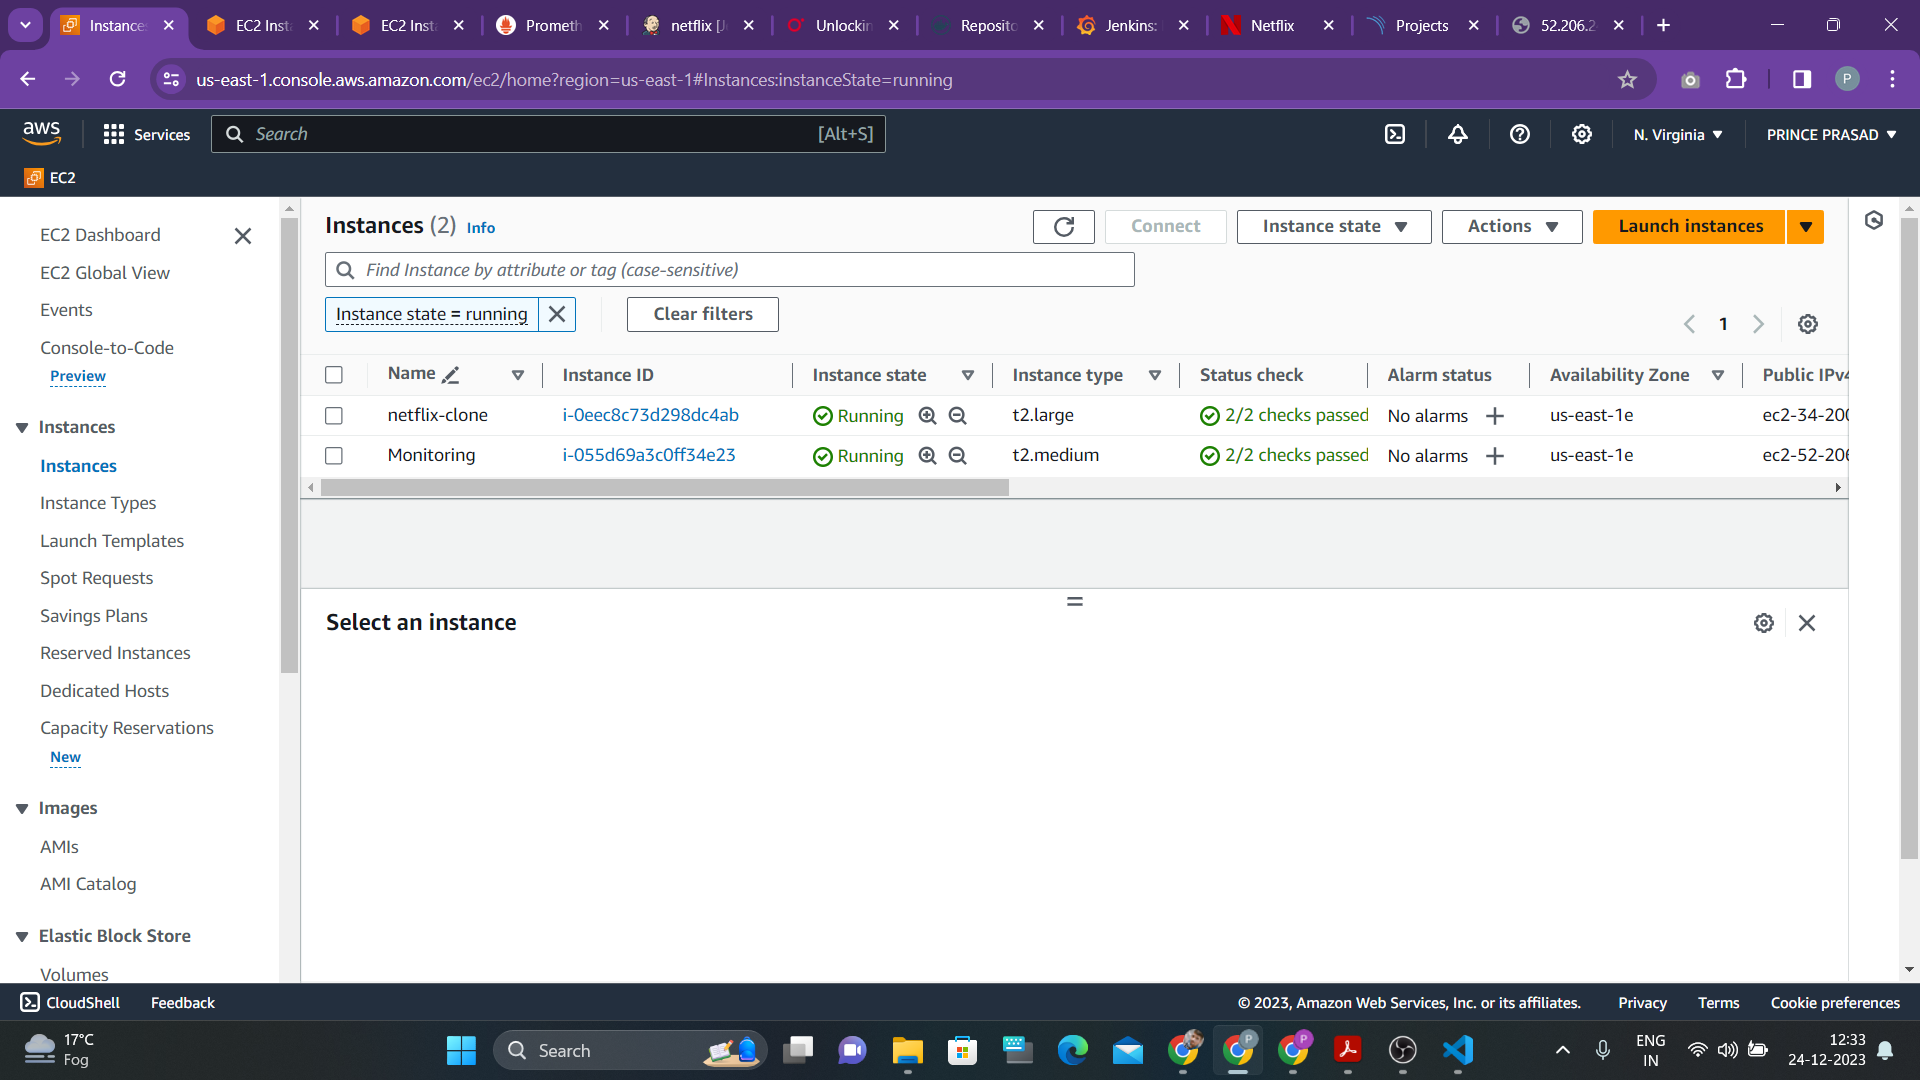 Instances
EC2 Inst
EC2 Inst
Prometh
netflix [J
Unlockin
Reposito
Jenkins:
Netflix
Projects
52.206.2
us-east-1.console.aws.amazon.com/ec2/home?region=us-east-1#Instances:instanceState=running
P
aws
Services
Search
[Alt+S]
N. Virginia
PRINCE PRASAD
EC2
EC2 Dashboard
EC2 Global View
Events
Console-to-Code
Preview
Instances
Instances
Instance Types
Launch Templates
Spot Requests
Savings Plans
Reserved Instances
Dedicated Hosts
Capacity Reservations
New
Images
AMIs
AMI Catalog
Elastic Block Store
Volumes
Instances (2) Info
Connect
Instance state
Actions
Launch instances
Find Instance by attribute or tag (case-sensitive)
Instance state = running
Clear filters
1
Name Instance ID Instance state Instance type Status check Alarm status Availability Zone Public IPv4
netflix-clone i-0eec8c73d298dc4ab Running t2.large 2/2 checks passed No alarms + us-east-1e ec2-34-200
Monitoring i-055d69a3c0ff34e23 Running t2.medium 2/2 checks passed No alarms + us-east-1e ec2-52-206
Select an instance
CloudShell
Feedback
© 2023, Amazon Web Services, Inc. or its affiliates.
Privacy
Terms
Cookie preferences
17°C
Fog
Search
ENG
IN
12:33
24-12-2023